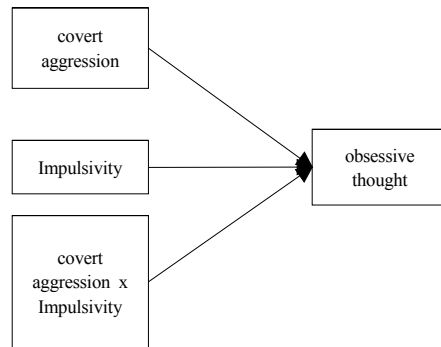 covert
aggression
Impulsivity
covert
aggression x
Impulsivity
obsessive
thought